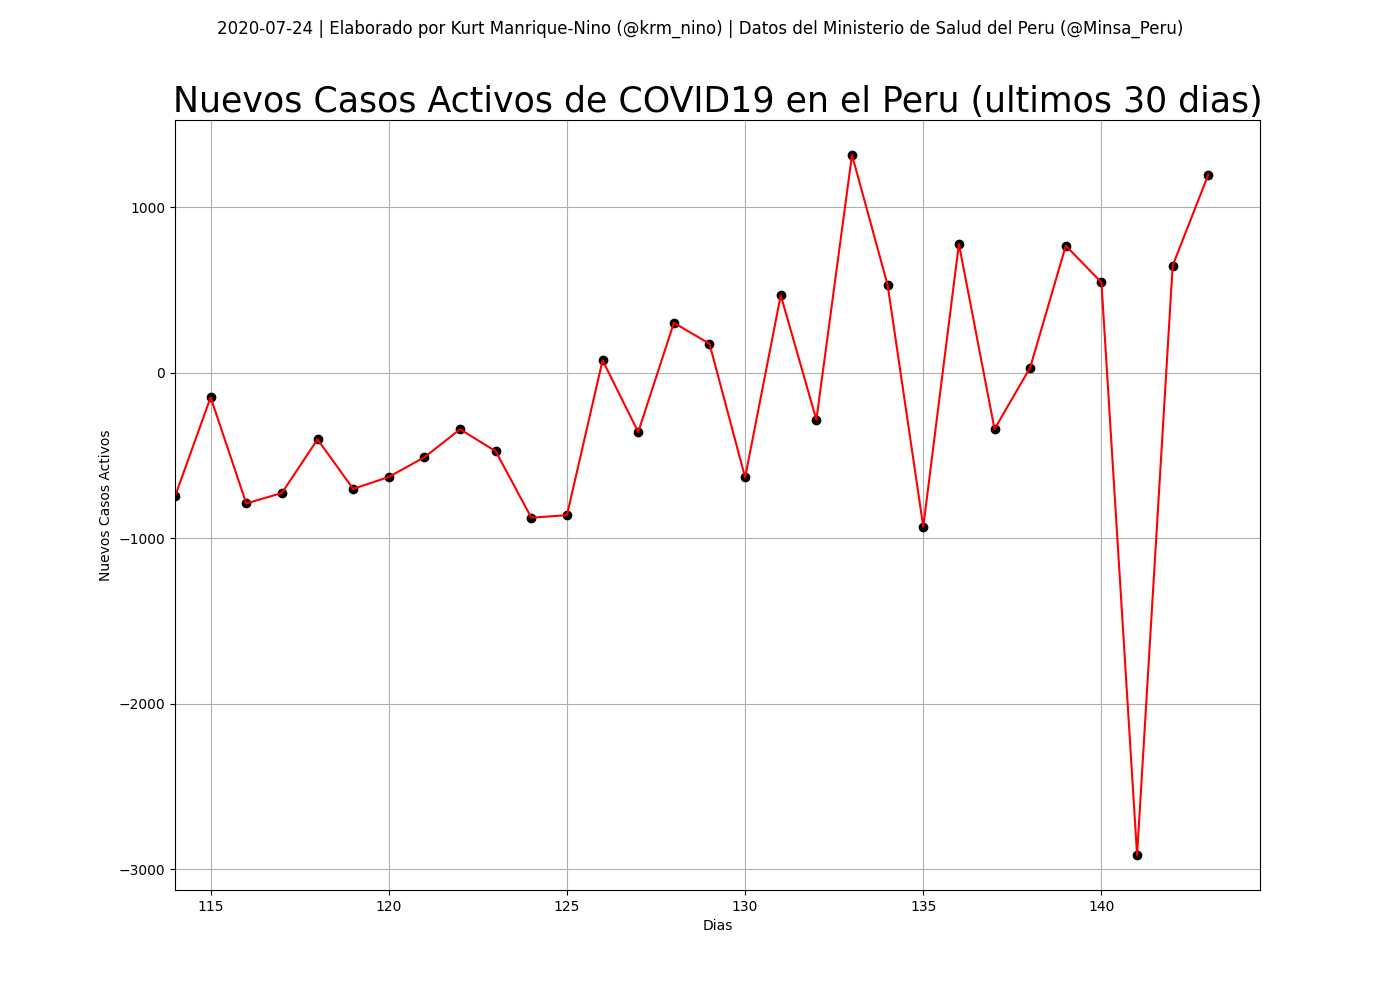 2020-07-24 | Elaborado por Kurt Manrique-Nino (@krm_nino) | Datos del Ministerio de Salud del Peru (@Minsa_Peru)
Nuevos Casos Activos de COVID19 en el Peru (ultimos 30 dias)
Nuevos Casos Activos
1000
0
−1000
−2000
−3000
115 120 125 130 135 140
Dias